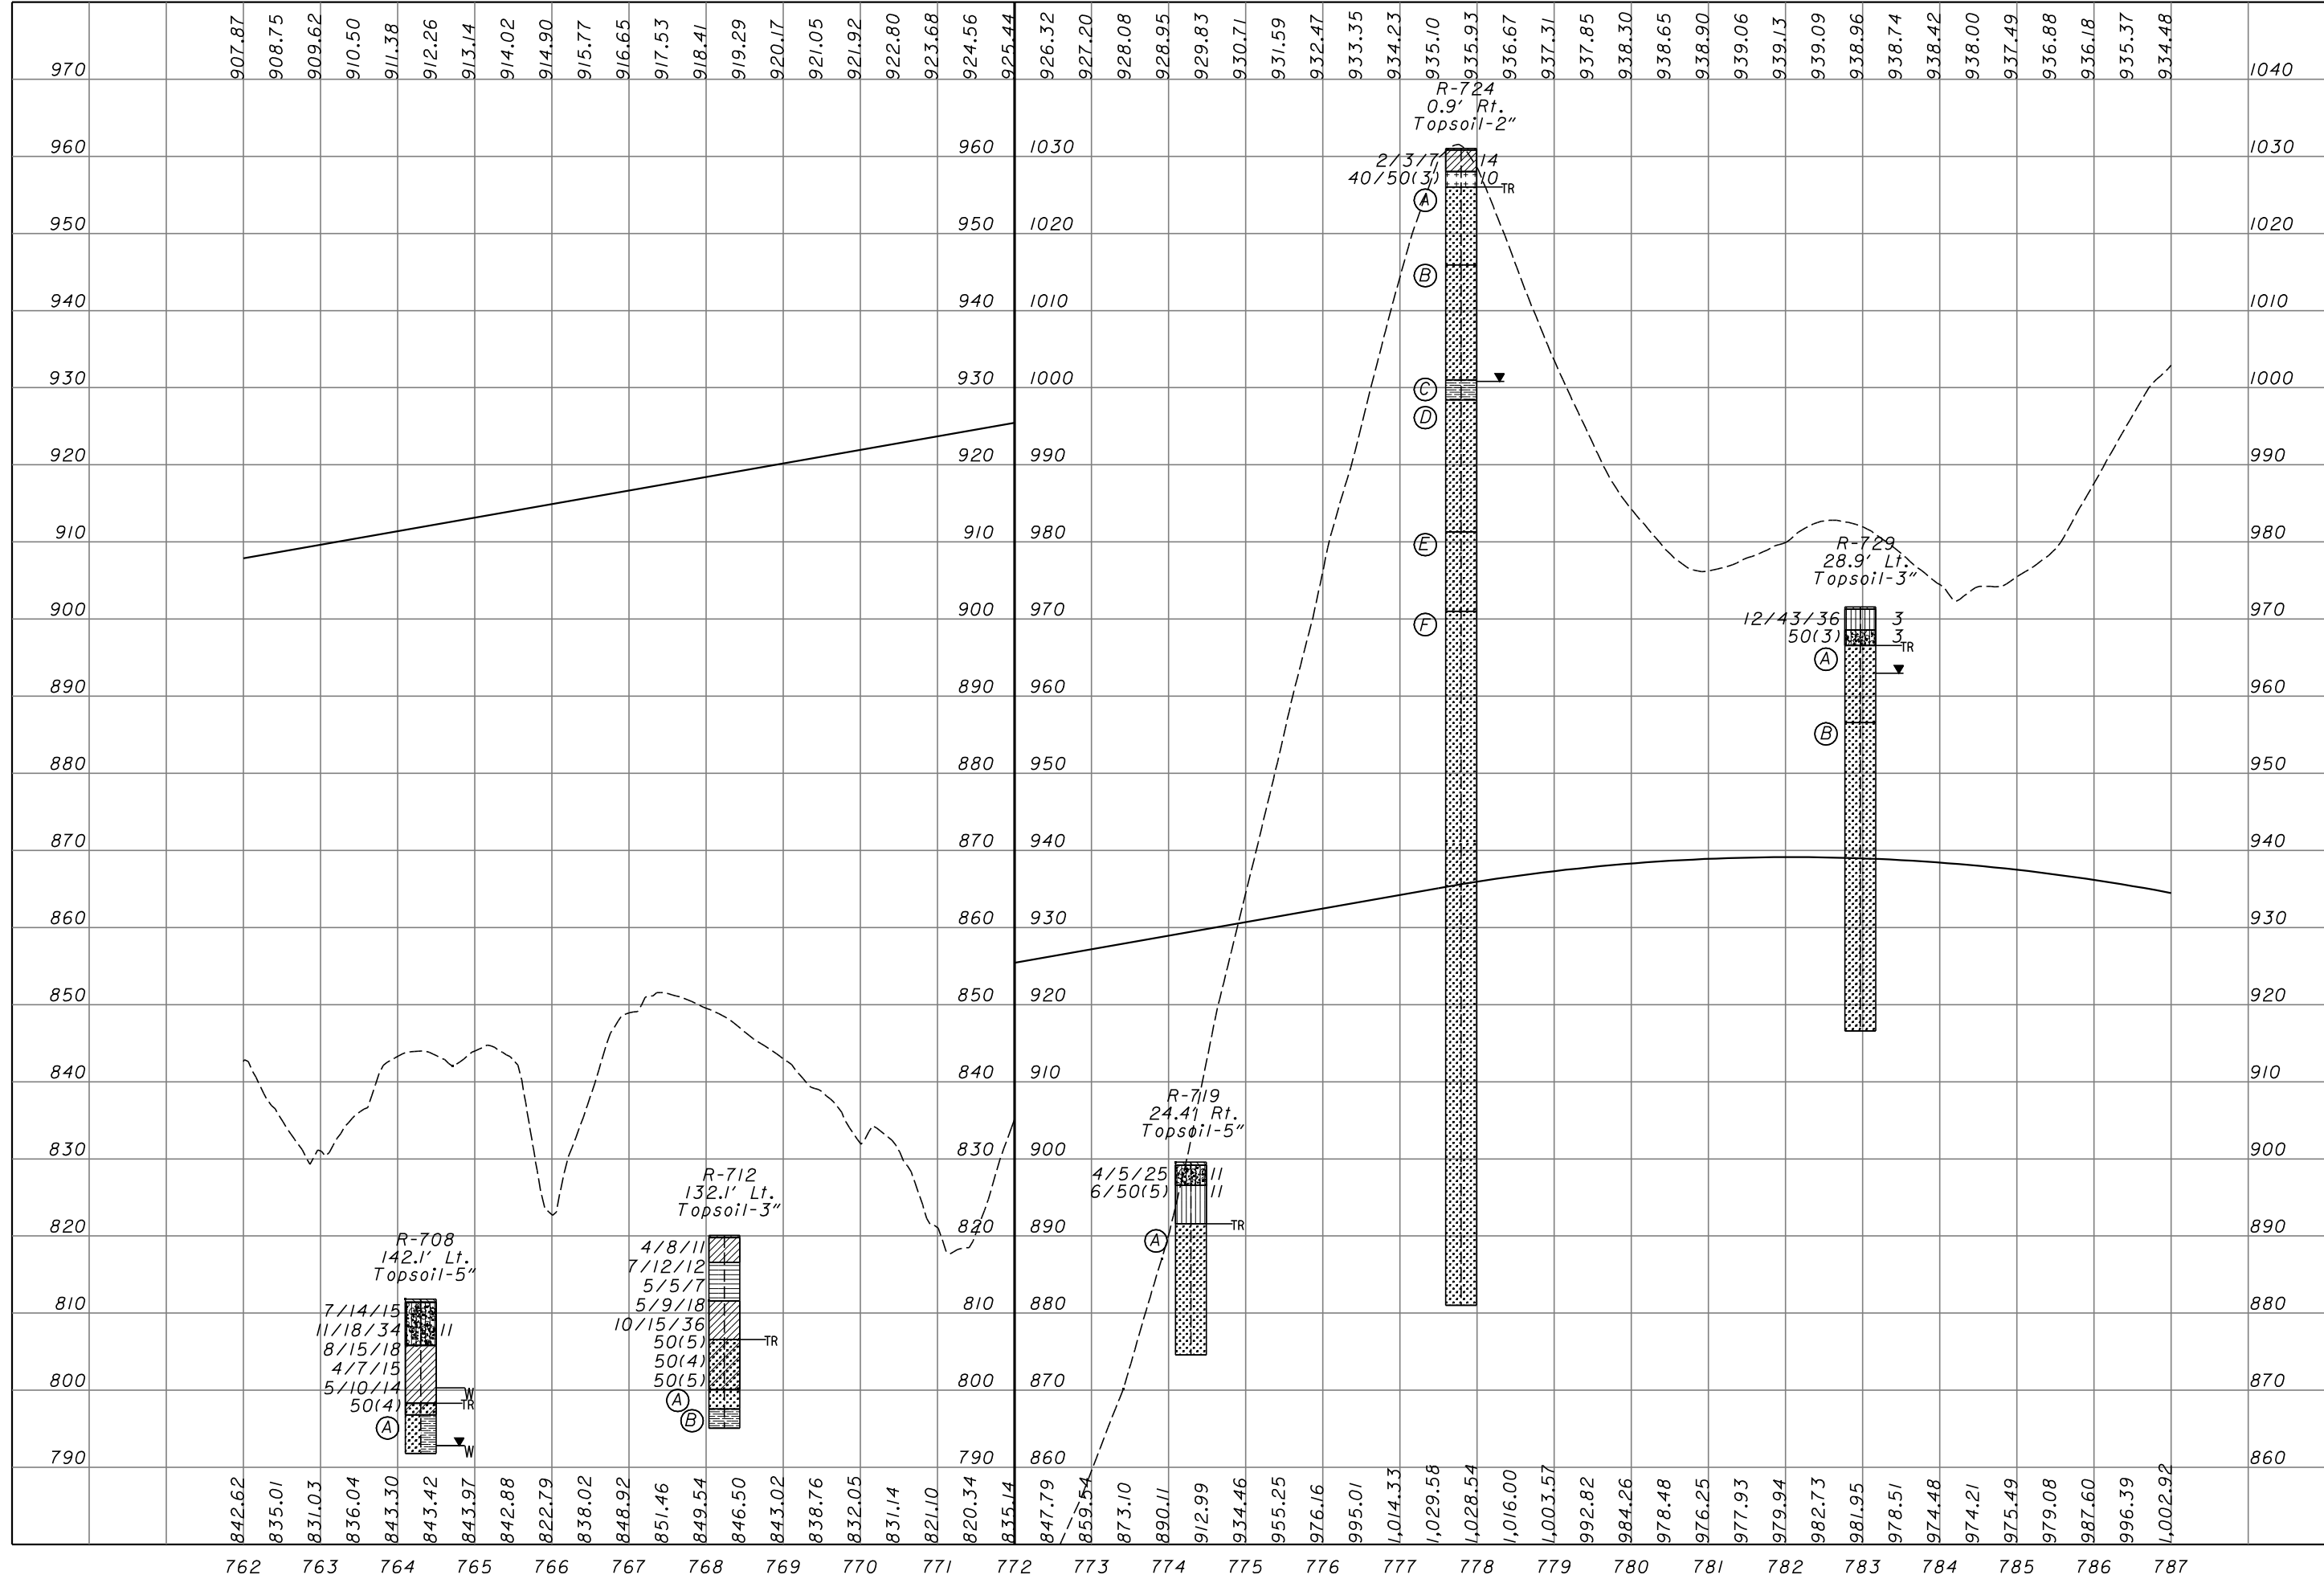 907.87 908.75 909.62 910.50 911.38 912.26 913.14 914.02 914.90 915.77 916.65 917.53 918.41 919.29 920.17 921.05 921.92 922.80 923.68 924.56 925.44 926.32 927.20 928.08 928.95 929.83 930.71 931.59 932.47 933.35 934.23 935.10 935.93 936.67 937.31 937.85 938.30 938.65 938.90 939.06 939.13 939.09 938.96 938.74 938.42 938.00 937.49 936.88 936.18 935.37 934.48
970 1040
R-724
0.9' Rt.
Topsoil-2"
960 960 1030 1030
2/3/7 14
40/50(3) 10
TR
A
950 950 1020 1020
B
940 940 1010 1010
930 930 1000 1000
C
D
920 920 990 990
910 910 980 980
E
R-729
28.9' Lt.
Topsoil-3"
900 900 970 970
F
12/43/36 3
50(3) 3
TR
A
890 890 960 960
B
880 880 950 950
870 870 940 940
860 860 930 930
850 850 920 920
840 840 910 910
R-719
24.4' Rt.
Topsoil-5"
830 830 900 900
4/5/25 11
6/50(5) 11
TR
A
R-712
132.1' Lt.
Topsoil-3"
820 820 890 890
4/8/11
7/12/12
5/5/7
5/9/18
10/15/36
50(5)
TR
50(4)
50(5)
A
B
R-708
142.1' Lt.
Topsoil-5"
810 810 880 880
7/14/15
11/18/34 11
8/15/18
4/7/15
5/10/14
W
50(4)
TR
A
W
800 800 870 870
790 790 860 860
842.62 835.01 831.03 836.04 843.30 843.42 843.97 842.88 822.79 838.02 848.92 851.46 849.54 846.50 843.02 838.76 832.05 831.14 821.10 820.34 835.14 847.79 859.54 873.10 890.11 912.99 934.46 955.25 976.16 995.01 1,014.33 1,029.58 1,028.54 1,016.00 1,003.57 992.82 984.26 978.48 976.25 977.93 979.94 982.73 981.95 978.51 974.48 974.21 975.49 979.08 987.60 996.39 1,002.92
762 763 764 765 766 767 768 769 770 771 772 773 774 775 776 777 778 779 780 781 782 783 784 785 786 787